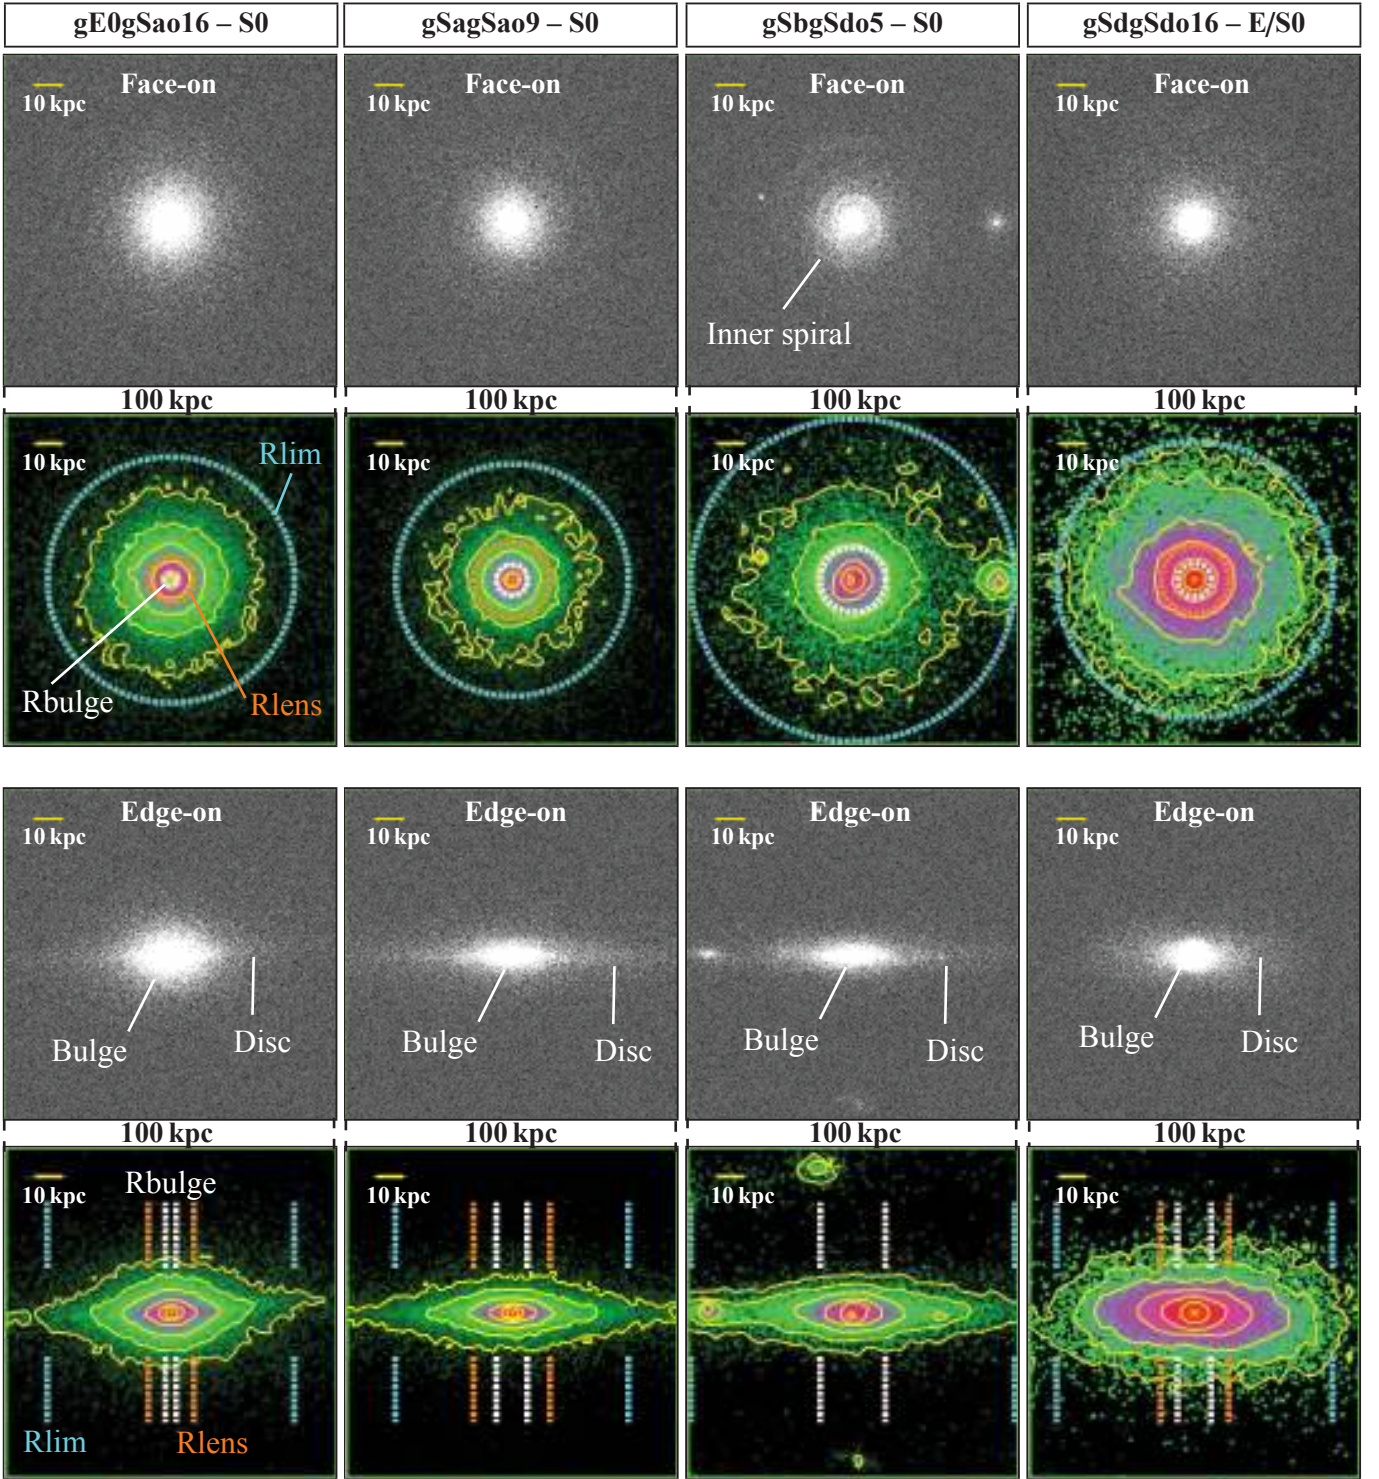 gE0gSao16 – S0
gSagSao9 – S0
gSbgSdo5 – S0
gSdgSdo16 – E/S0
Face-on
10 kpc
Face-on
10 kpc
Face-on
10 kpc
Inner spiral
Face-on
10 kpc
100 kpc
100 kpc
100 kpc
100 kpc
10 kpc
Rlim
Rbulge
Rlens
10 kpc
10 kpc
10 kpc
Edge-on
10 kpc
Bulge
Disc
Edge-on
10 kpc
Bulge
Disc
Edge-on
10 kpc
Bulge
Disc
Edge-on
10 kpc
Bulge
Disc
100 kpc
100 kpc
100 kpc
100 kpc
10 kpc
Rbulge
Rlim
Rlens
10 kpc
10 kpc
10 kpc